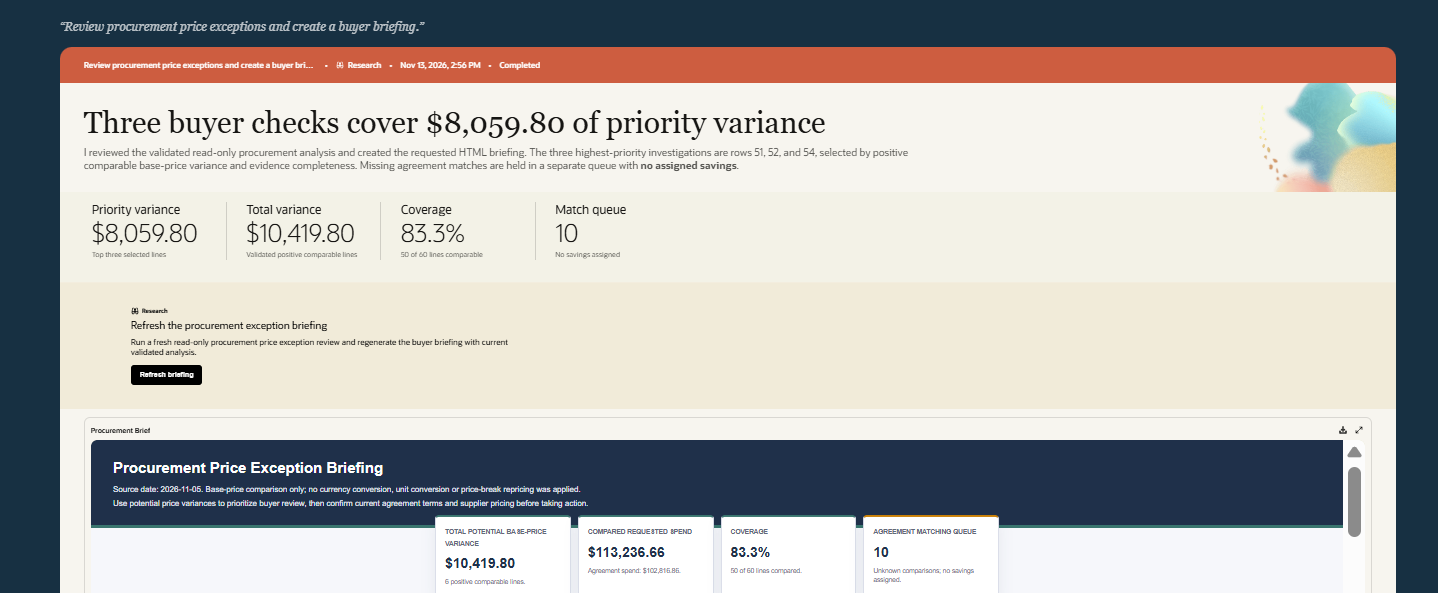 “Review procurement price exceptions and create a buyer briefing.”
Review procurement price exceptions and create a buyer bri... • Research • Nov 13, 2026, 2:56 PM • Completed
Three buyer checks cover $8,059.80 of priority variance
I reviewed the validated read-only procurement analysis and created the requested HTML briefing. The three highest-priority investigations are rows 51, 52, and 54, selected by positive
comparable base-price variance and evidence completeness. Missing agreement matches are held in a separate queue with no assigned savings.
Priority variance
$8,059.80
Top three selected lines
Total variance
$10,419.80
Validated positive comparable lines
Coverage
83.3%
50 of 60 lines comparable
Match queue
10
No savings assigned
Research
Refresh the procurement exception briefing
Run a fresh read-only procurement price exception review and regenerate the buyer briefing with current
validated analysis.
Refresh briefing
Procurement Brief
Procurement Price Exception Briefing
Source date: 2026-11-05. Base-price comparison only; no currency conversion, unit conversion or price-break repricing was applied.
Use potential price variances to prioritize buyer review, then confirm current agreement terms and supplier pricing before taking action.
TOTAL POTENTIAL BASE-PRICE
VARIANCE
$10,419.80
6 positive comparable lines.
COMPARED REQUESTED SPEND
$113,236.66
Agreement spend: $102,816.86.
COVERAGE
83.3%
50 of 60 lines compared.
AGREEMENT MATCHING QUEUE
10
Unknown comparisons; no savings
assigned.